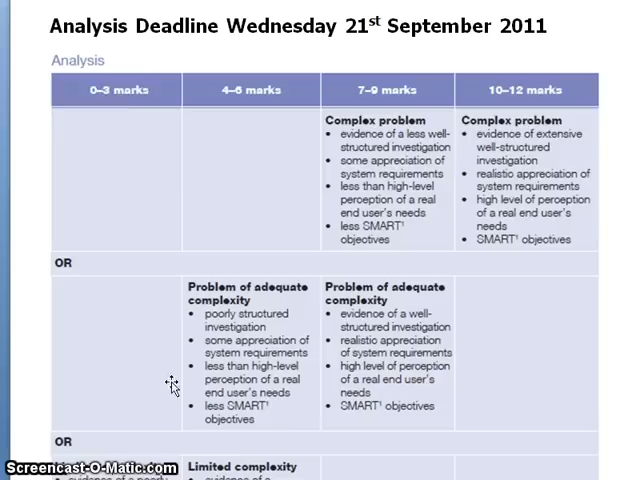 Analysis Deadline Wednesday 21st September 2011
Analysis
0–3 marks
4–6 marks
7–9 marks
10–12 marks
Complex problem
• evidence of a less well-
structured investigation
• some appreciation of
system requirements
• less than high-level
perception of a real
end user's needs
• less SMART¹
objectives
Complex problem
• evidence of extensive
well-structured
investigation
• realistic appreciation of
system requirements
• high level of perception
of a real end user's
needs
• SMART¹ objectives
OR
Problem of adequate
complexity
• poorly structured
investigation
• some appreciation of
system requirements
• less than high-level
perception of a real
end user's needs
• less SMART¹
objectives
Problem of adequate
complexity
• evidence of a well-
structured investigation
• realistic appreciation
of system requirements
• high level of perception
of a real end user's
needs
• SMART¹ objectives
OR
Limited complexity
• evidence of a
Screencast-O-Matic.com